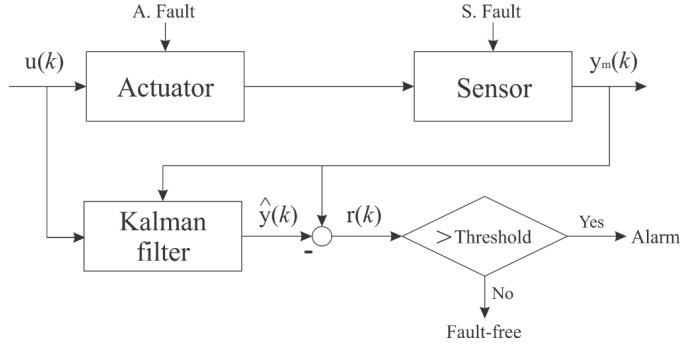 A. Fault
S. Fault
u(k)
Actuator
Sensor
yₘ(k)
Kalman
filter
ŷ(k)
-
r(k)
>Threshold
Yes
Alarm
No
Fault-free